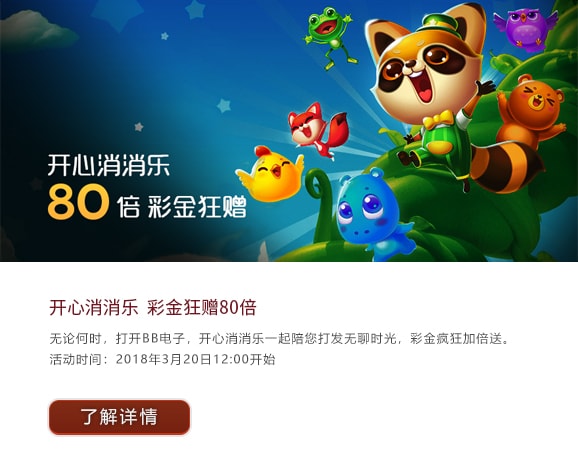 开心消消乐
80倍 彩金狂赠
开心消消乐 彩金狂赠80倍
无论何时，打开BB电子，开心消消乐一起陪您打发无聊时光，彩金疯狂加倍送。
活动时间：2018年3月20日12:00开始
了解详情